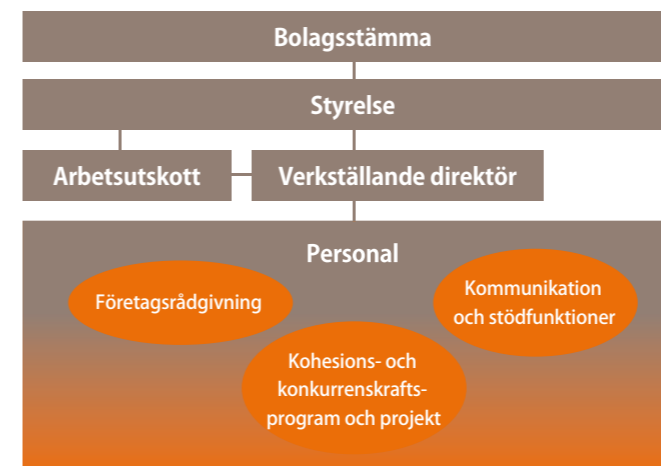 Bolagsstämma
Styrelse
Arbetsutskott
Verkställande direktör
Personal
Företagsrådgivning
Kommunikation
och stödfunktioner
Kohesions- och
konkurrenskrafts-
program och projekt